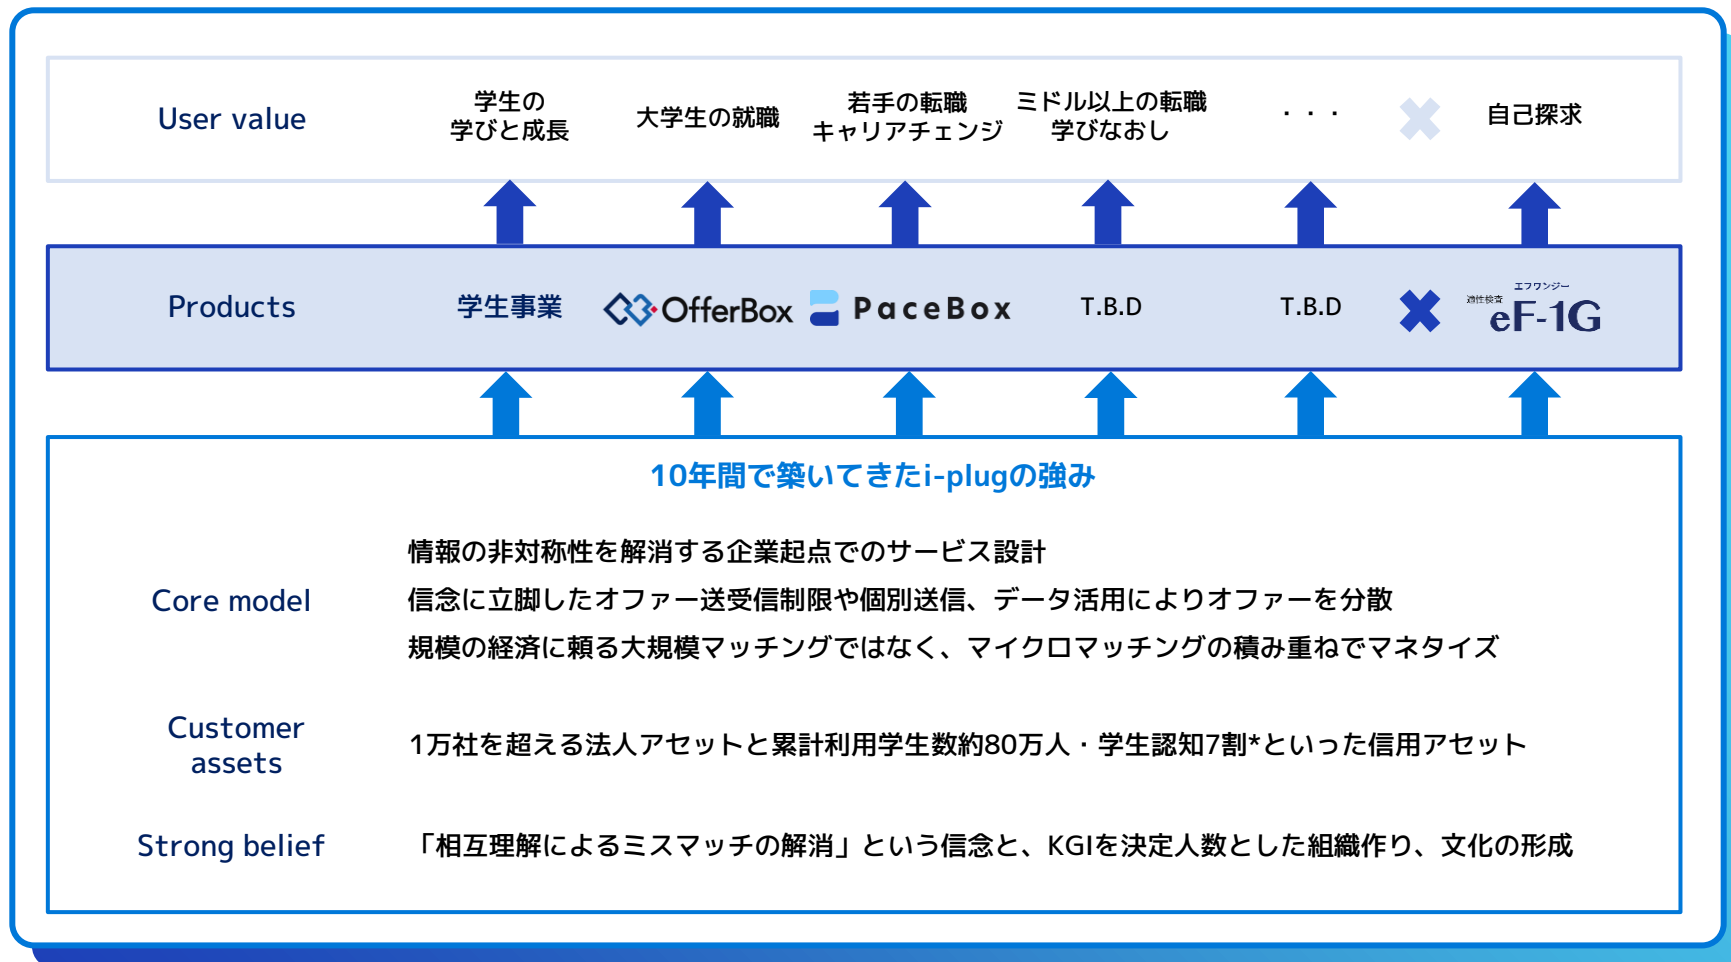 User value
学生の
学びと成長
大学生の就職
若手の転職
キャリアチェンジ
ミドル以上の転職
学びなおし
・・・
自己探求
Products
学生事業
OfferBox
PaceBox
T.B.D
T.B.D
エフワンジー
適性検査
eF-1G
10年間で築いてきたi-plugの強み
Core model
情報の非対称性を解消する企業起点でのサービス設計
信念に立脚したオファー送受信制限や個別送信、データ活用によりオファーを分散
規模の経済に頼る大規模マッチングではなく、マイクロマッチングの積み重ねでマネタイズ
Customer
assets
1万社を超える法人アセットと累計利用学生数約80万人・学生認知7割*といった信用アセット
Strong belief
「相互理解によるミスマッチの解消」という信念と、KGIを決定人数とした組織作り、文化の形成